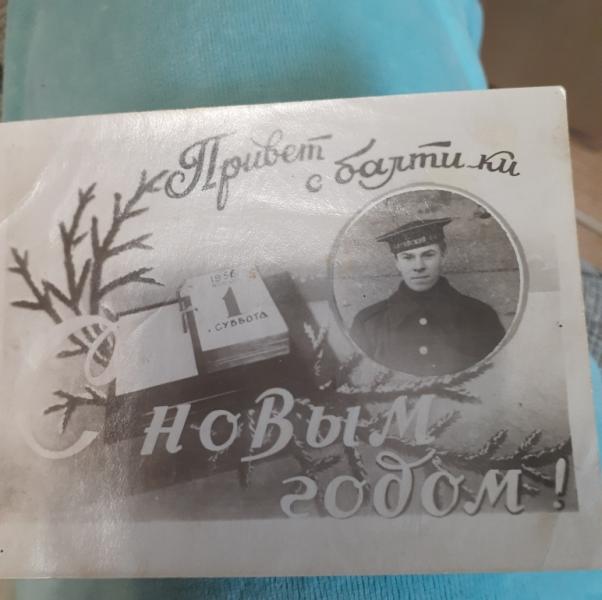 Привет
с балтики
1956
1
СУББОТА
С новым
годом!